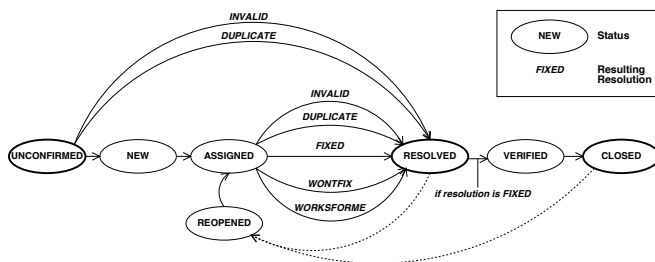 INVALID
DUPLICATE
NEW
Status
FIXED
Resulting
Resolution
INVALID
DUPLICATE
UNCONFIRMED
NEW
ASSIGNED
FIXED
RESOLVED
VERIFIED
CLOSED
WONTFIX
if resolution is FIXED
WORKSFORME
REOPENED